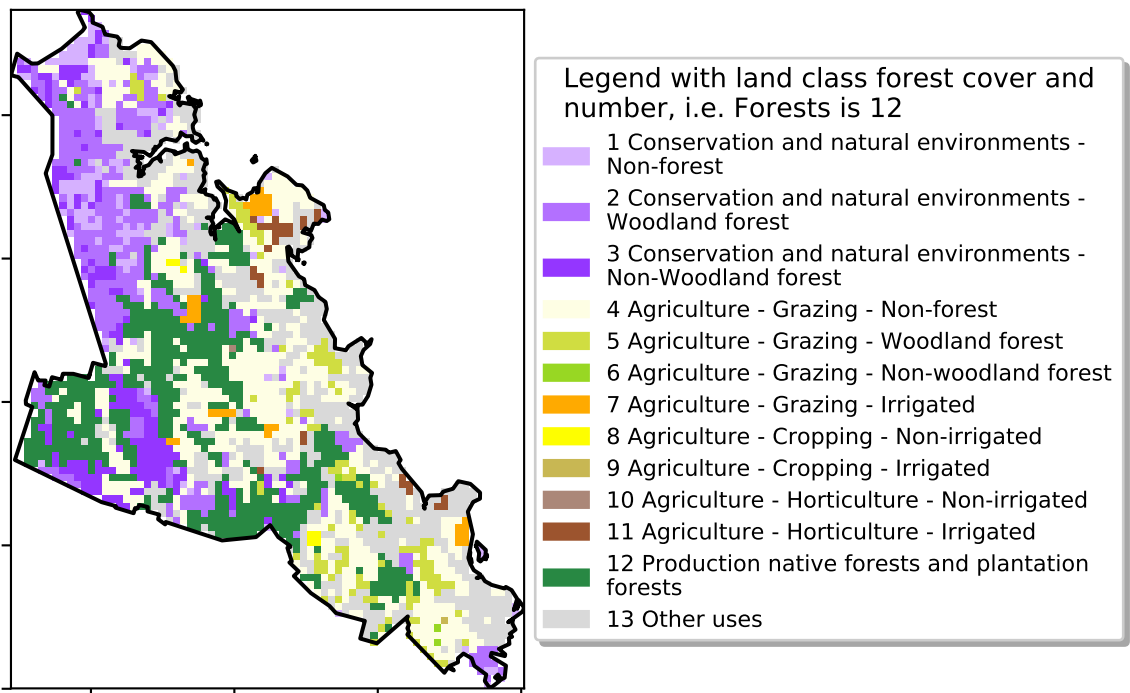 Legend with land class forest cover and
number, i.e. Forests is 12
1 Conservation and natural environments -
Non-forest
2 Conservation and natural environments -
Woodland forest
3 Conservation and natural environments -
Non-Woodland forest
4 Agriculture - Grazing - Non-forest
5 Agriculture - Grazing - Woodland forest
6 Agriculture - Grazing - Non-woodland forest
7 Agriculture - Grazing - Irrigated
8 Agriculture - Cropping - Non-irrigated
9 Agriculture - Cropping - Irrigated
10 Agriculture - Horticulture - Non-irrigated
11 Agriculture - Horticulture - Irrigated
12 Production native forests and plantation
forests
13 Other uses